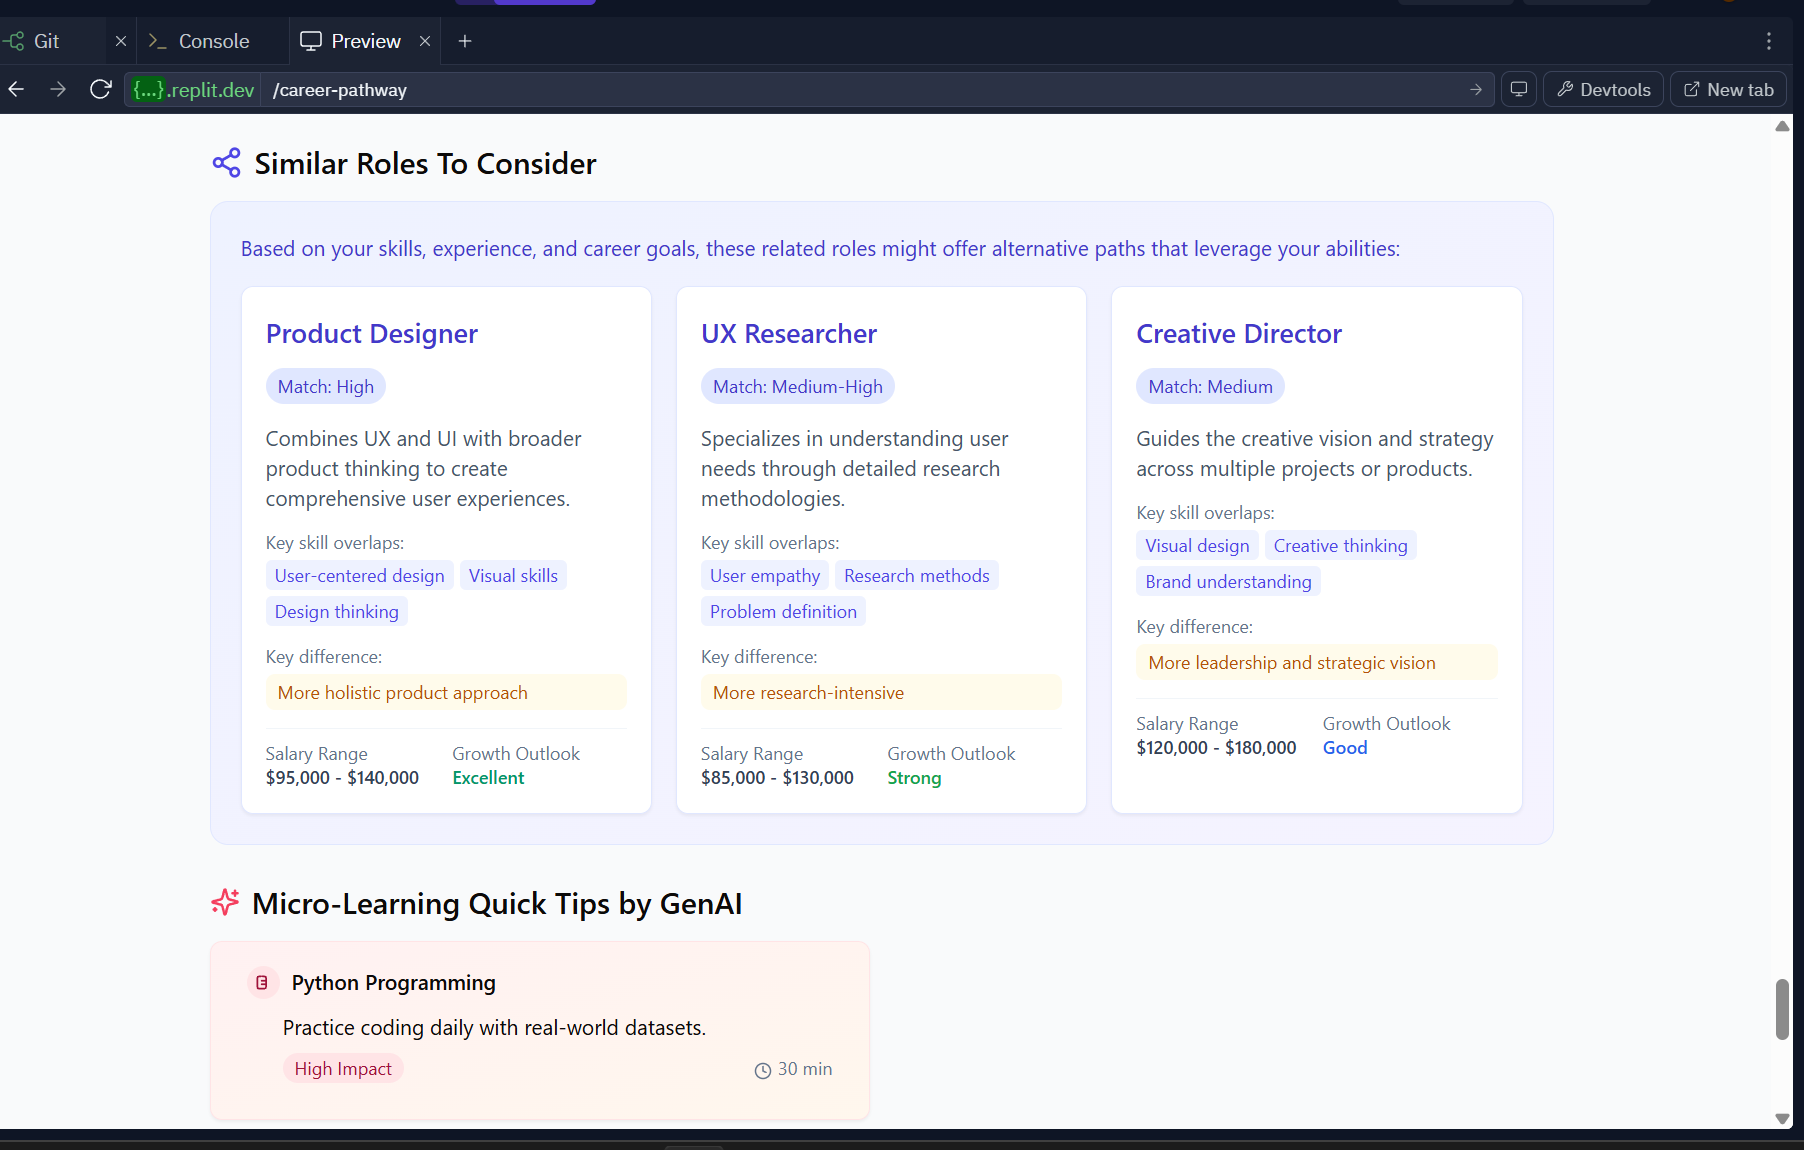 Git
Console
Preview
{...}.replit.dev
/career-pathway
Devtools
New tab
Similar Roles To Consider
Based on your skills, experience, and career goals, these related roles might offer alternative paths that leverage your abilities:
Product Designer
Match: High
Combines UX and UI with broader
product thinking to create
comprehensive user experiences.
Key skill overlaps:
User-centered design
Visual skills
Design thinking
Key difference:
More holistic product approach
Salary Range
$95,000 - $140,000
Growth Outlook
Excellent
UX Researcher
Match: Medium-High
Specializes in understanding user
needs through detailed research
methodologies.
Key skill overlaps:
User empathy
Research methods
Problem definition
Key difference:
More research-intensive
Salary Range
$85,000 - $130,000
Growth Outlook
Strong
Creative Director
Match: Medium
Guides the creative vision and strategy
across multiple projects or products.
Key skill overlaps:
Visual design
Creative thinking
Brand understanding
Key difference:
More leadership and strategic vision
Salary Range
$120,000 - $180,000
Growth Outlook
Good
Micro-Learning Quick Tips by GenAI
Python Programming
Practice coding daily with real-world datasets.
High Impact
30 min